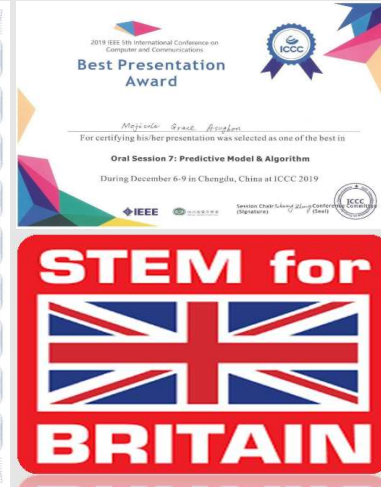 2019 IEEE 5th International Conference on
Computer and Communications
Best Presentation
Award
ICCC
Mojisola Grace Asogbon
For certifying his/her presentation was selected as one of the best in
Oral Session 7: Predictive Model & Algorithm
During December 6-9 in Chengdu, China at ICCC 2019
IEEE
Session Chair
Conference Committee
(Signature)
(Seal)
ICCC
STEM for
BRITAIN